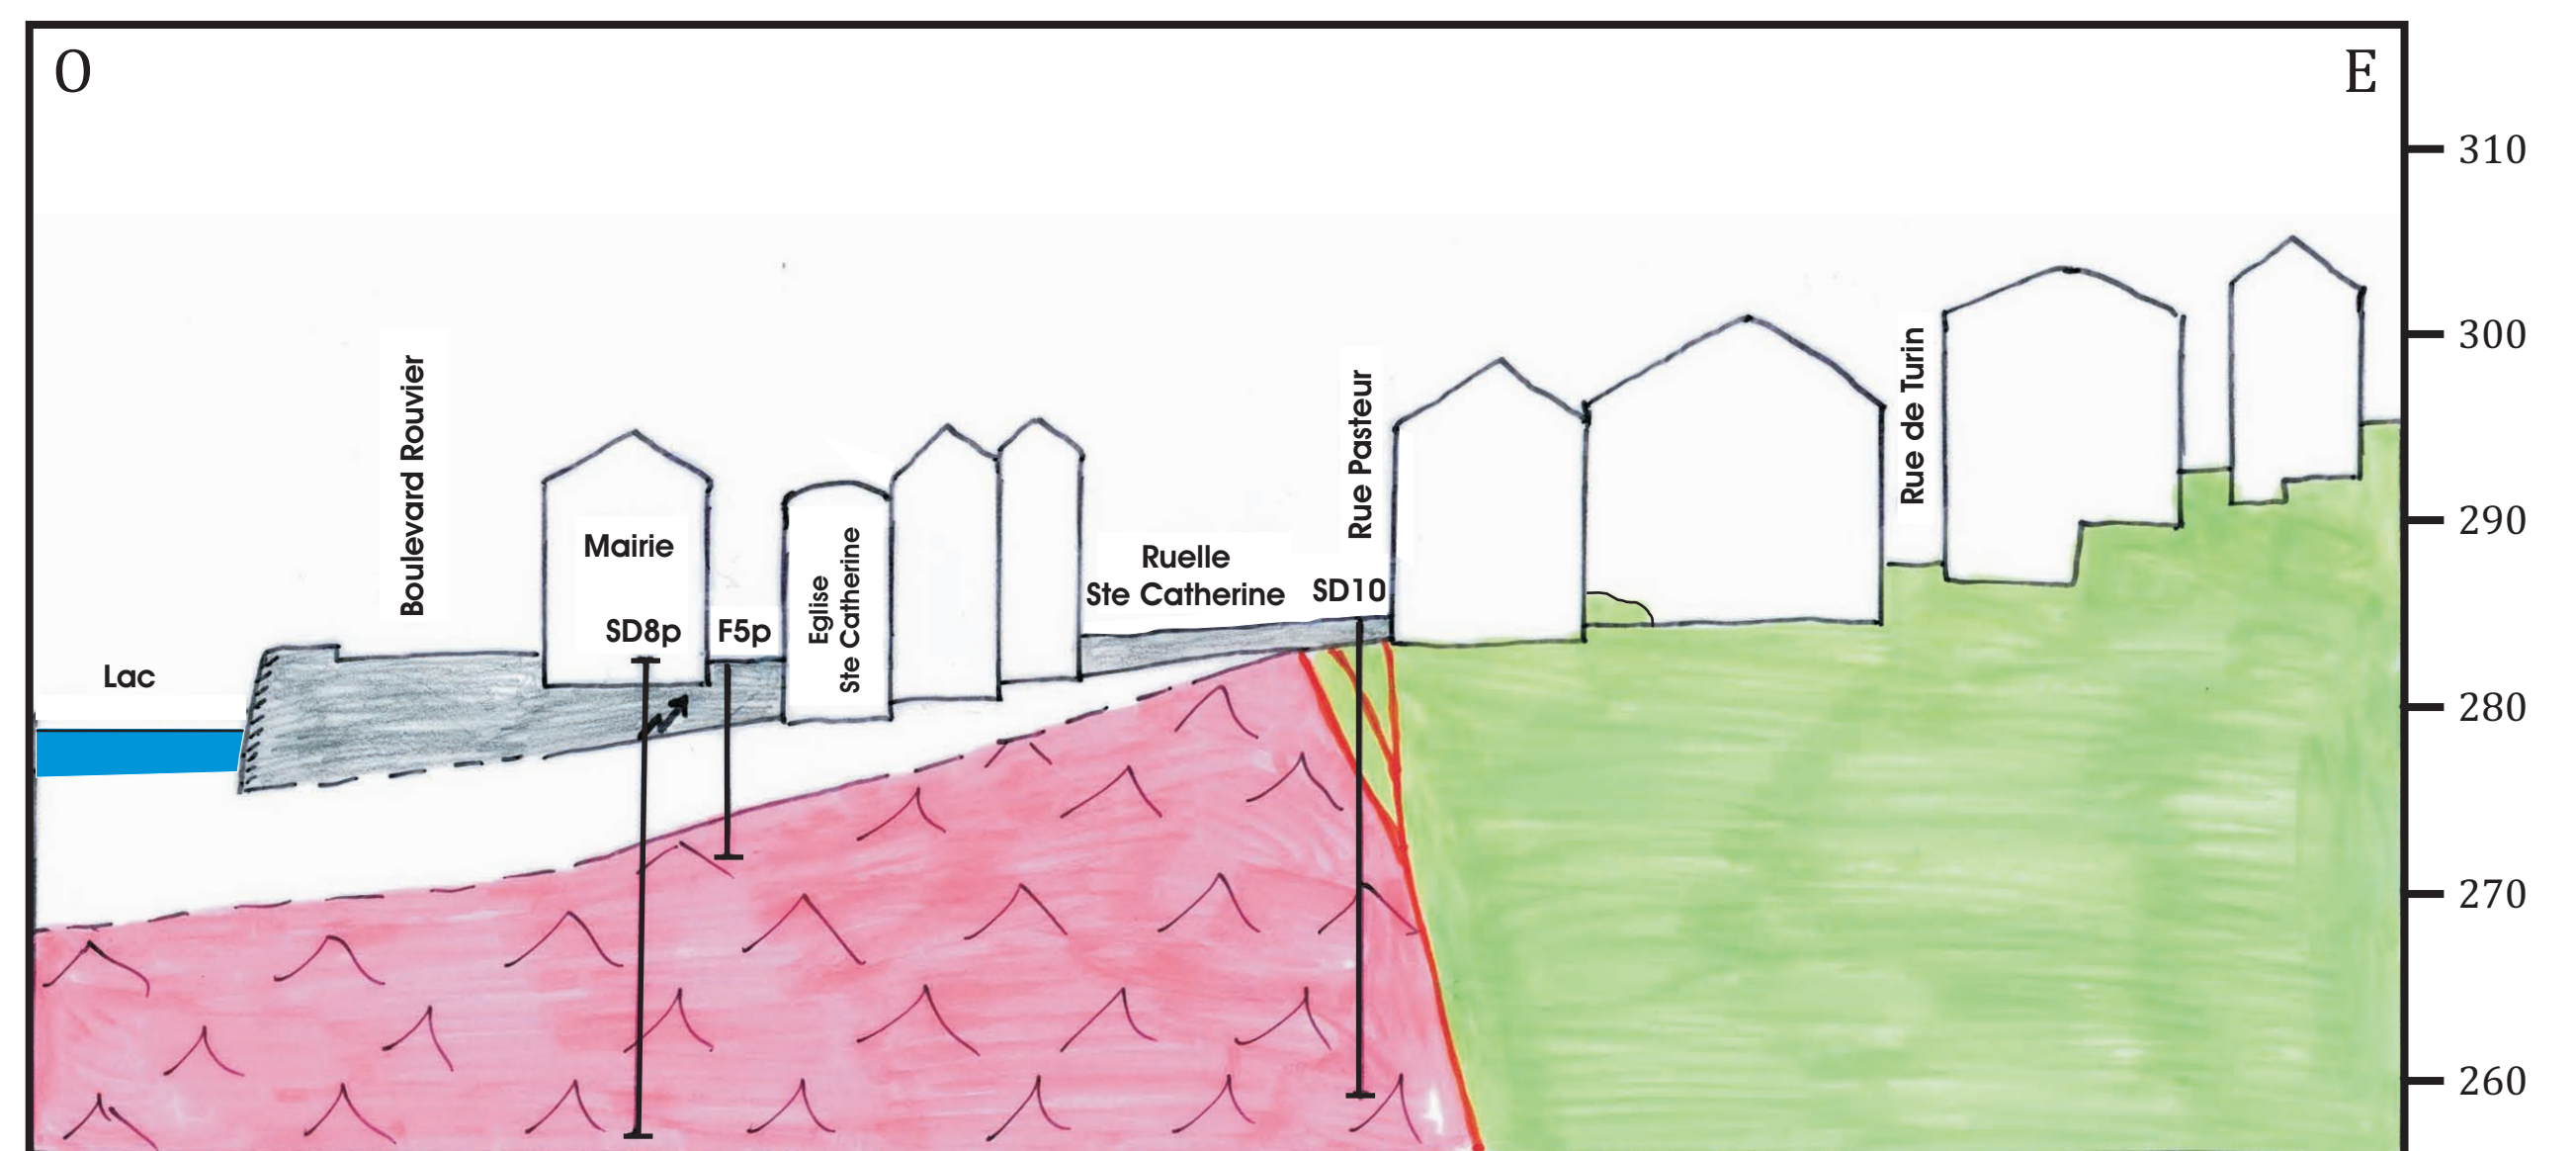 O
E
310
300
290
280
270
260
Lac
Boulevard Rouvier
Mairie
SD8p
F5p
Eglise
Ste Catherine
Ruelle
Ste Catherine
SD10
Rue Pasteur
Rue de Turin